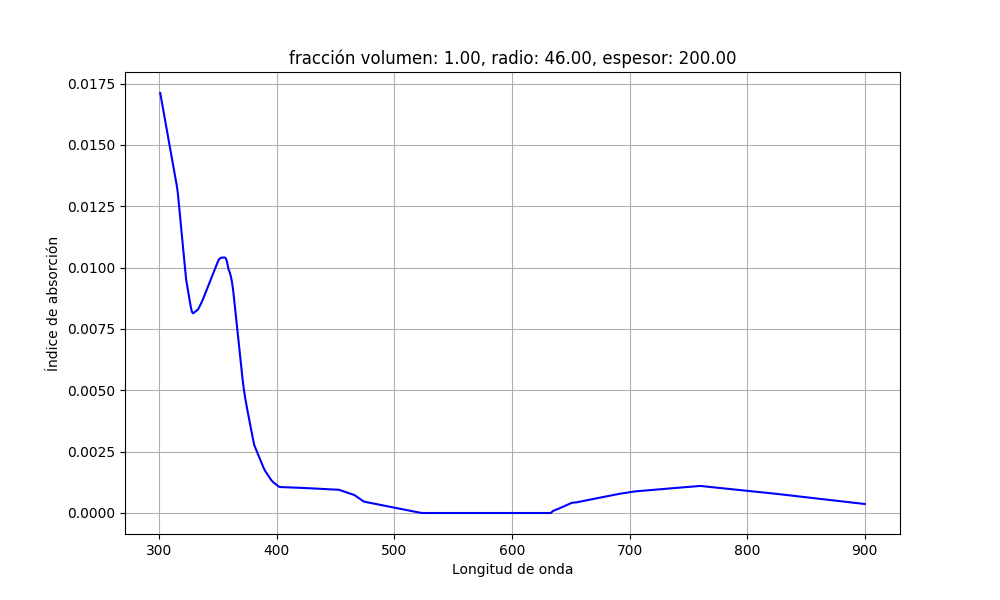 fracción volumen: 1.00, radio: 46.00, espesor: 200.00
0.0175
0.0150
0.0125
0.0100
0.0075
0.0050
0.0025
0.0000
Índice de absorción
300 400 500 600 700 800 900
Longitud de onda